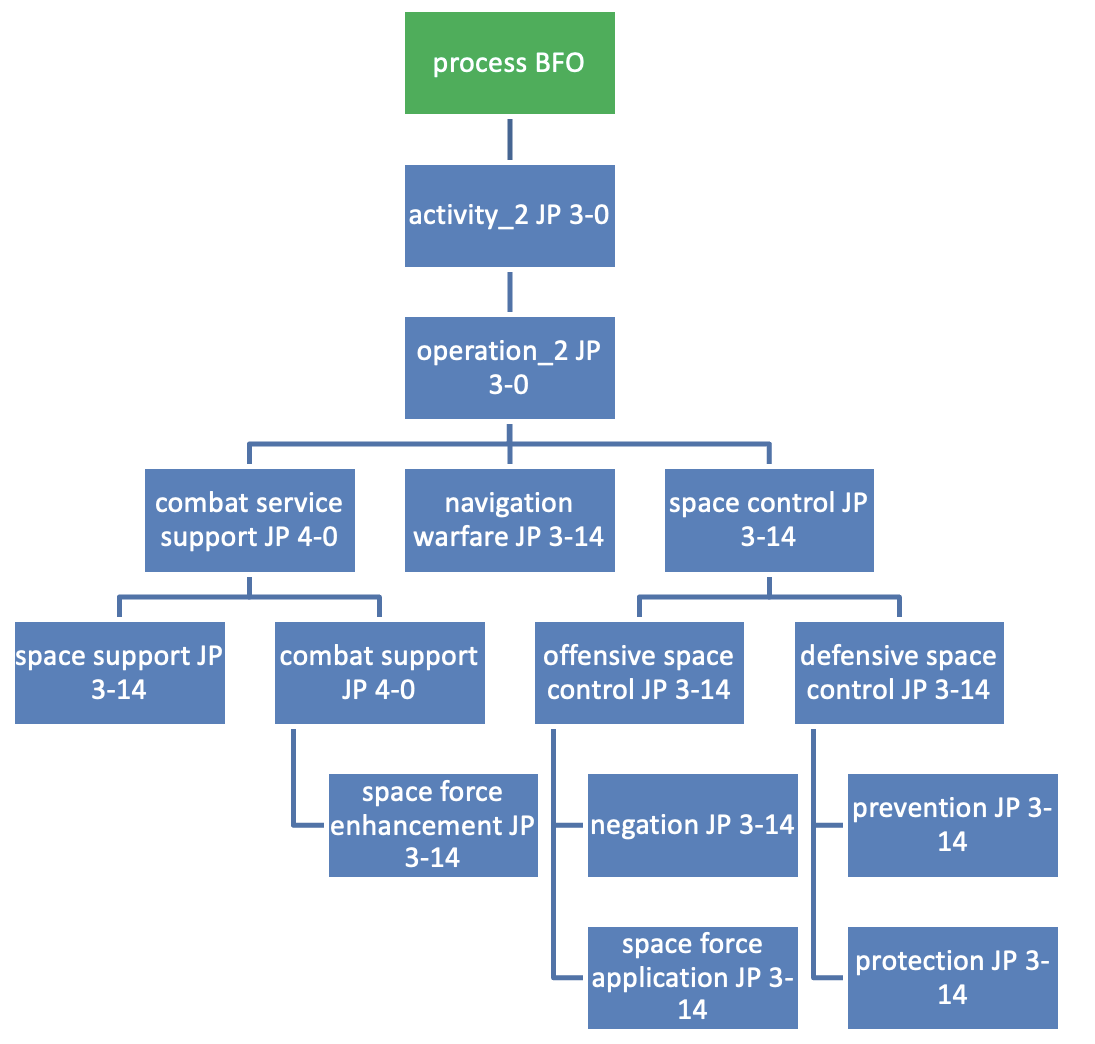 process BFO
activity_2 JP 3-0
operation_2 JP
3-0
combat service
support JP 4-0
navigation
warfare JP 3-14
space control JP
3-14
space support JP
3-14
combat support
JP 4-0
offensive space
control JP 3-14
defensive space
control JP 3-14
space force
enhancement JP
3-14
negation JP 3-14
prevention JP 3-
14
space force
application JP 3-
14
protection JP 3-
14